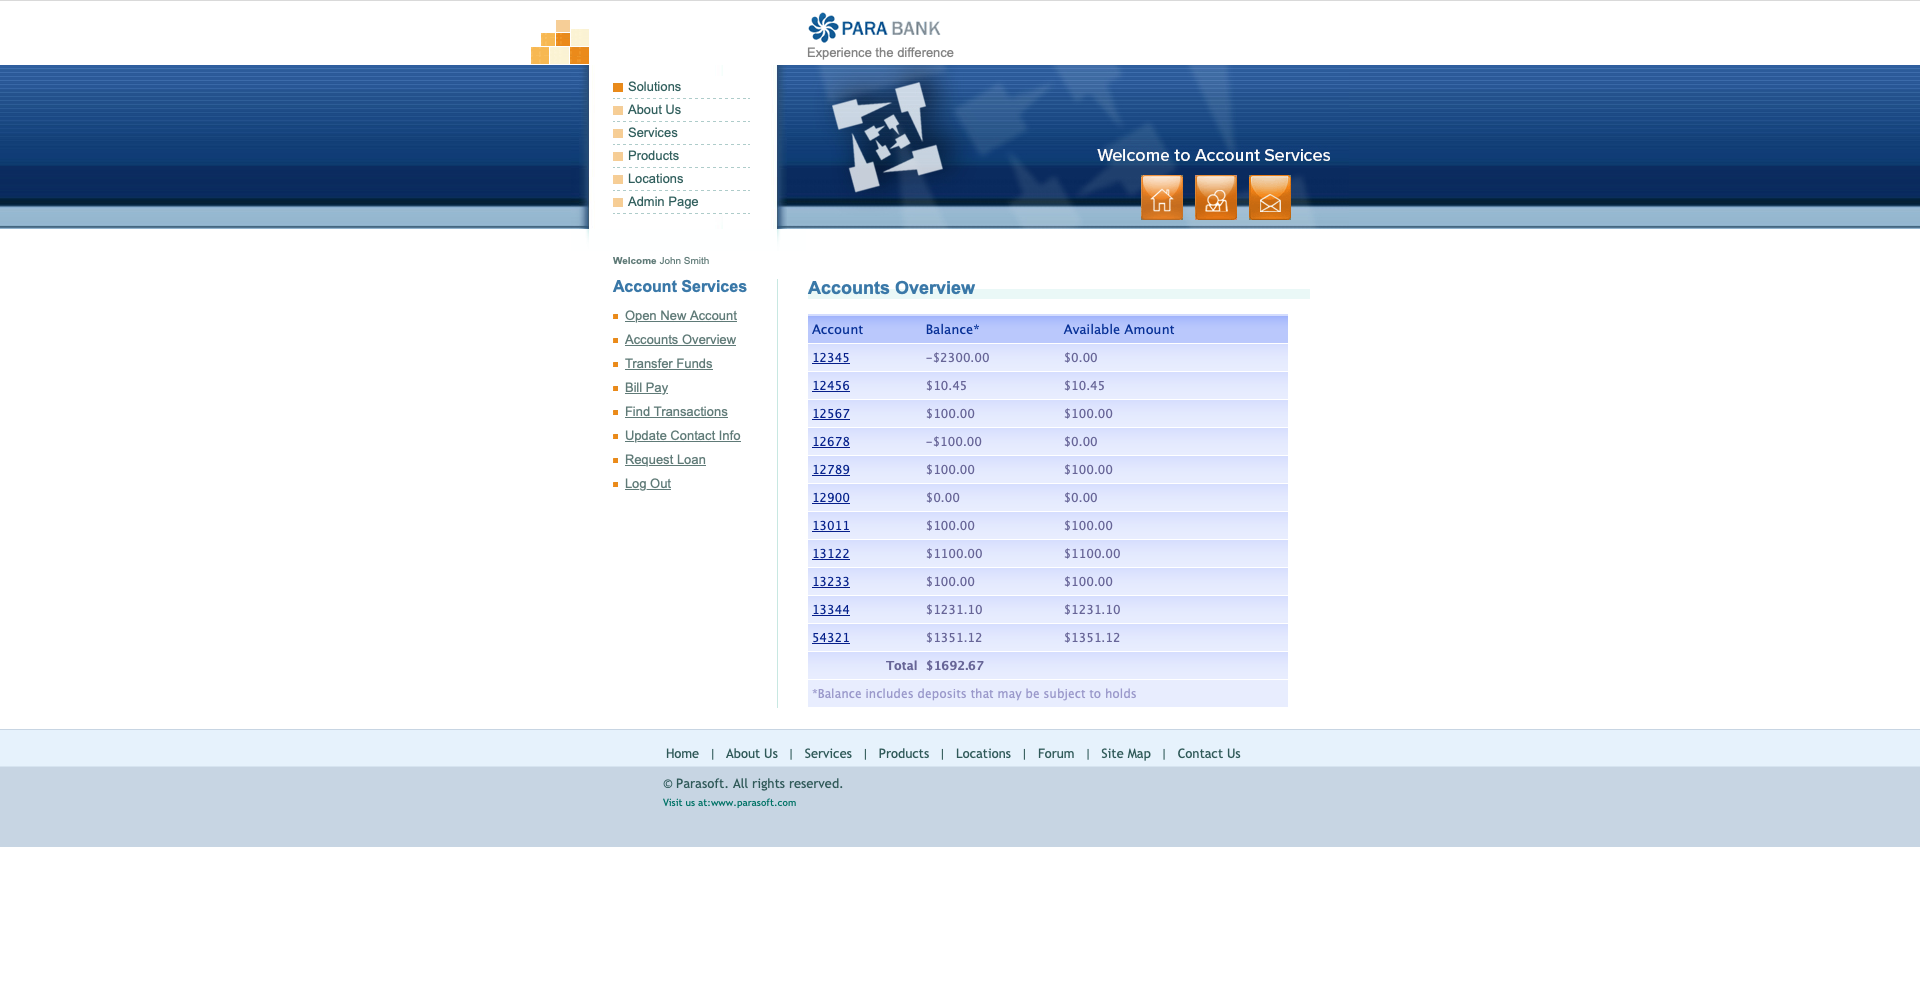 PARA BANK
Experience the difference
Solutions
About Us
Services
Products
Locations
Admin Page
Welcome to Account Services
Welcome John Smith
Account Services
Open New Account
Accounts Overview
Transfer Funds
Bill Pay
Find Transactions
Update Contact Info
Request Loan
Log Out
Accounts Overview
Account Balance* Available Amount
12345 -$2300.00 $0.00
12456 $10.45 $10.45
12567 $100.00 $100.00
12678 -$100.00 $0.00
12789 $100.00 $100.00
12900 $0.00 $0.00
13011 $100.00 $100.00
13122 $1100.00 $1100.00
13233 $100.00 $100.00
13344 $1231.10 $1231.10
54321 $1351.12 $1351.12
Total $1692.67
*Balance includes deposits that may be subject to holds
Home | About Us | Services | Products | Locations | Forum | Site Map | Contact Us
© Parasoft. All rights reserved.
Visit us at:www.parasoft.com